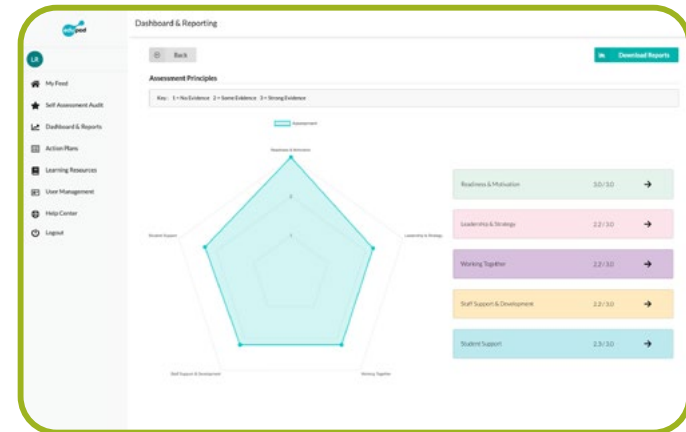 edupod
Dashboard & Reporting
LR
My Feed
Self Assessment Audit
Dashboard & Reports
Action Plans
Learning Resources
User Management
Help Center
Logout
Back
Download Reports
Assessment Principles
Key: 1 = No Evidence 2 = Some Evidence 3 = Strong Evidence
Assessment
Readiness & Motivation
Student Support
Leadership & Strategy
Staff Support & Development
Working Together
Readiness & Motivation 3.0 / 3.0
Leadership & Strategy 2.2 / 3.0
Working Together 2.2 / 3.0
Staff Support & Development 2.2 / 3.0
Student Support 2.3 / 3.0